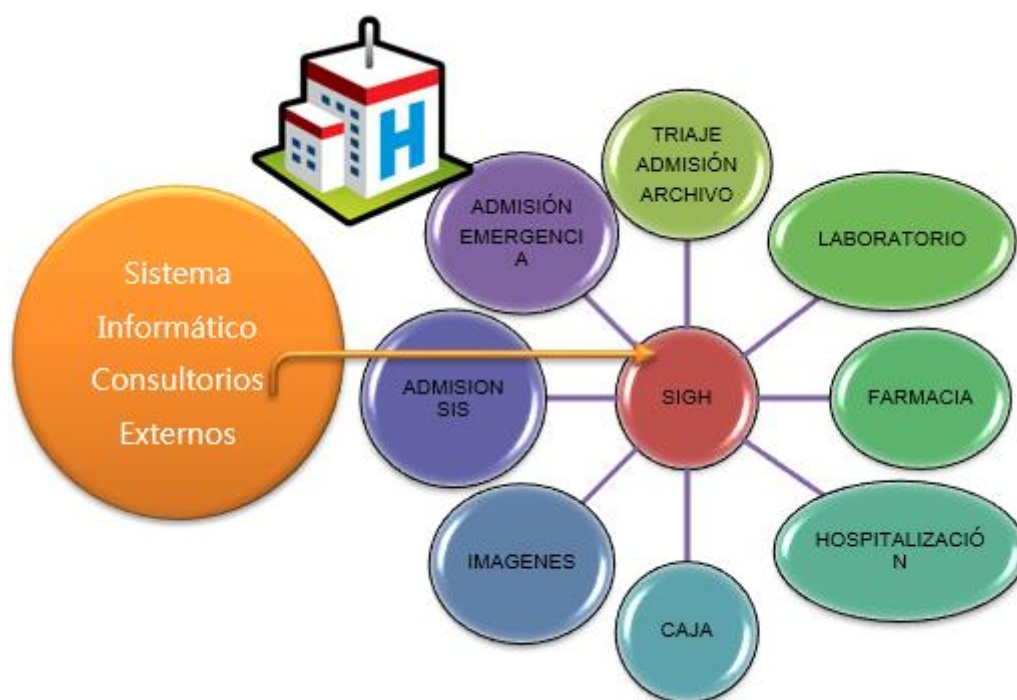 H
TRIAJE
ADMISIÓN
ARCHIVO
ADMISIÓN
EMERGENCI
A
LABORATORIO
Sistema
Informático
Consultorios
Externos
ADMISION
SIS
SIGH
FARMACIA
IMAGENES
HOSPITALIZACIÓ
N
CAJA